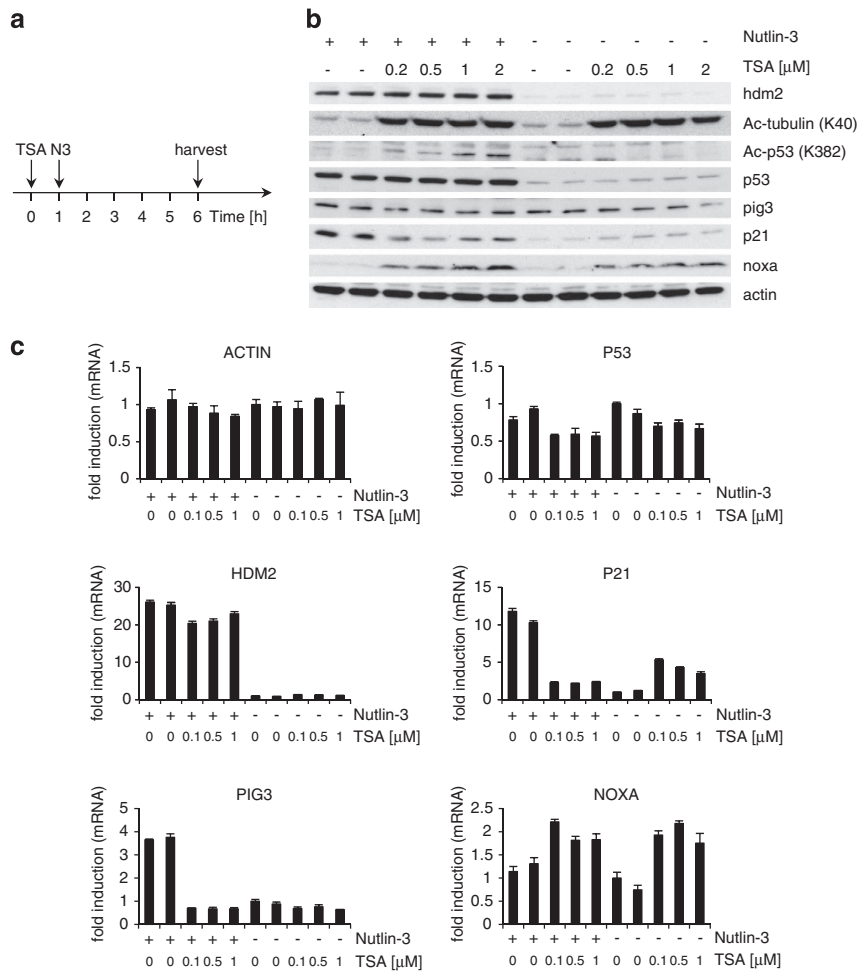 a
TSA N3 harvest
0 1 2 3 4 5 6 Time [h]
b
+ + + + + + - - - - - - Nutlin-3
- - 0.2 0.5 1 2 - - 0.2 0.5 1 2 TSA [µM]
hdm2
Ac-tubulin (K40)
Ac-p53 (K382)
p53
pig3
p21
noxa
actin
c
ACTIN
fold induction (mRNA)
1.5
1
0.5
0
+ + + + + - - - - - Nutlin-3
0 0 0.1 0.5 1 0 0 0.1 0.5 1 TSA [µM]
P53
fold induction (mRNA)
1.5
1
0.5
0
+ + + + + - - - - - Nutlin-3
0 0 0.1 0.5 1 0 0 0.1 0.5 1 TSA [µM]
HDM2
fold induction (mRNA)
30
20
10
0
+ + + + + - - - - - Nutlin-3
0 0 0.1 0.5 1 0 0 0.1 0.5 1 TSA [µM]
P21
fold induction (mRNA)
15
10
5
0
+ + + + + - - - - - Nutlin-3
0 0 0.1 0.5 1 0 0 0.1 0.5 1 TSA [µM]
PIG3
fold induction (mRNA)
5
4
3
2
1
0
+ + + + + - - - - - Nutlin-3
0 0 0.1 0.5 1 0 0 0.1 0.5 1 TSA [µM]
NOXA
fold induction (mRNA)
2.5
2
1.5
1
0.5
0
+ + + + + - - - - - Nutlin-3
0 0 0.1 0.5 1 0 0 0.1 0.5 1 TSA [µM]